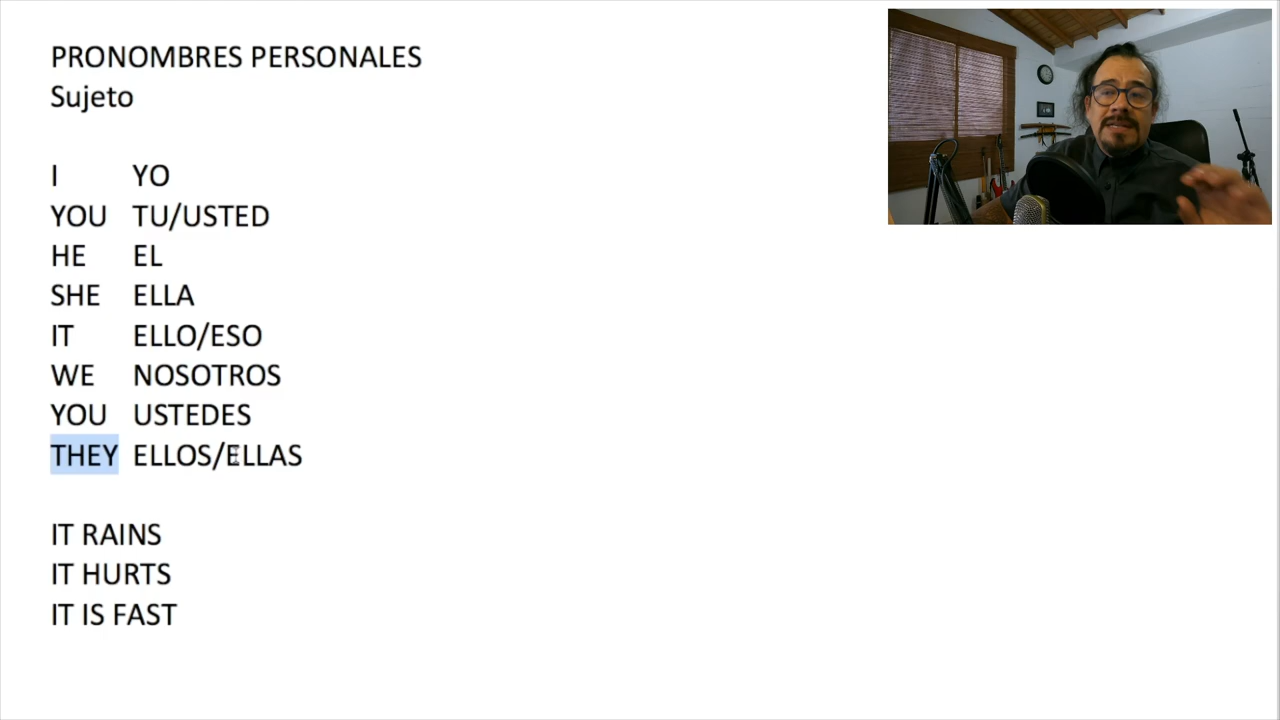 PRONOMBRES PERSONALES
Sujeto
I YO
YOU TU/USTED
HE EL
SHE ELLA
IT ELLO/ESO
WE NOSOTROS
YOU USTEDES
THEY ELLOS/ELLAS
IT RAINS
IT HURTS
IT IS FAST